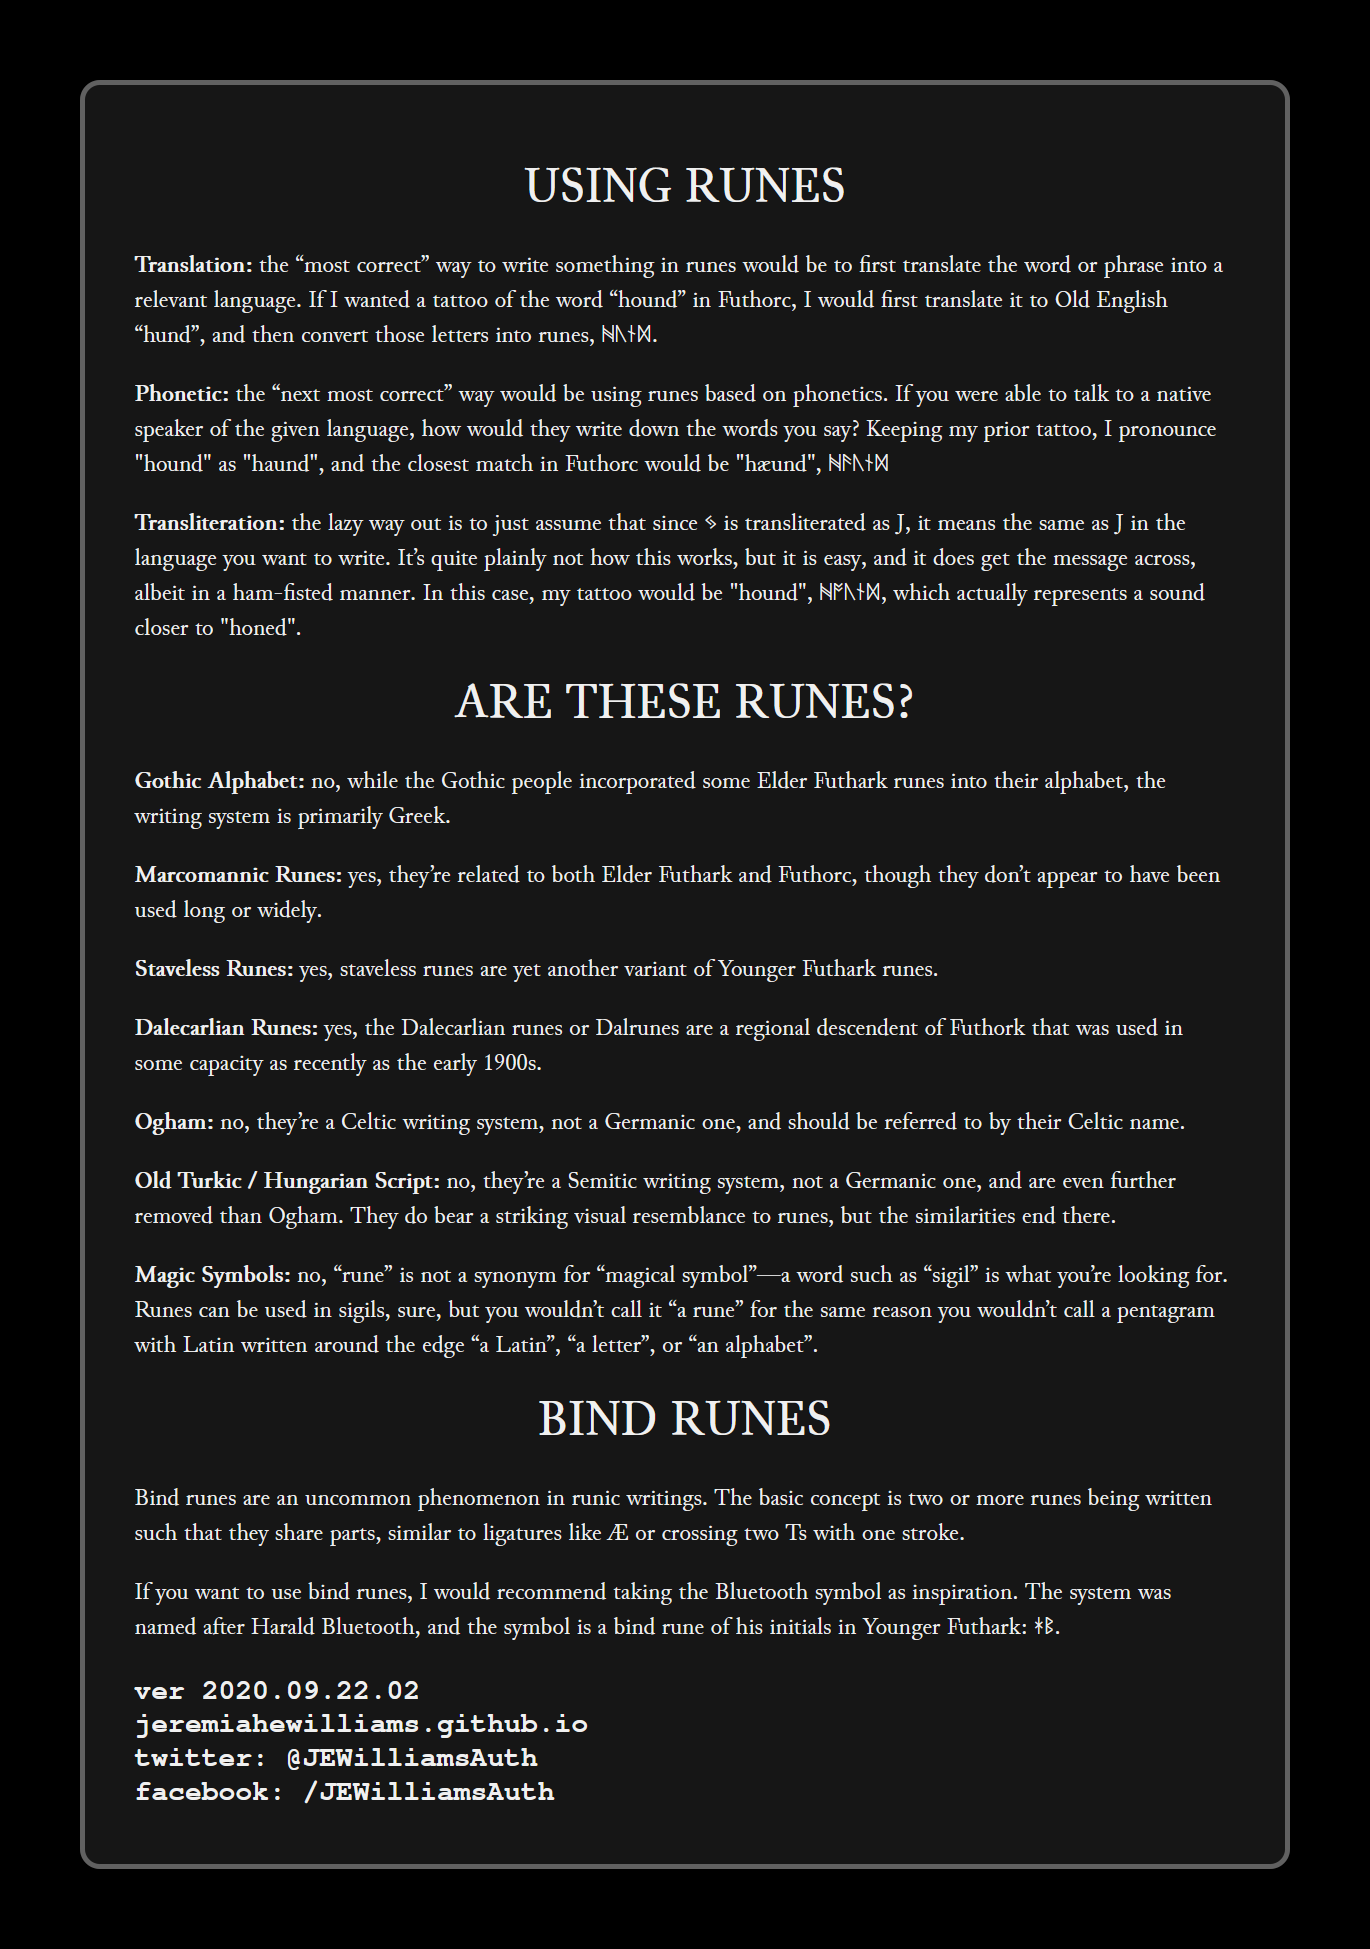 USING RUNES
Translation: the “most correct” way to write something in runes would be to first translate the word or phrase into a
relevant language. If I wanted a tattoo of the word “hound” in Futhorc, I would first translate it to Old English
“hund”, and then convert those letters into runes, ᚻᚢᚾᛞ.
Phonetic: the “next most correct” way would be using runes based on phonetics. If you were able to talk to a native
speaker of the given language, how would they write down the words you say? Keeping my prior tattoo, I pronounce
"hound" as "haund", and the closest match in Futhorc would be "hæund", ᚻᚫᚢᚾᛞ
Transliteration: the lazy way out is to just assume that since ᛃ is transliterated as J, it means the same as J in the
language you want to write. It’s quite plainly not how this works, but it is easy, and it does get the message across,
albeit in a ham-fisted manner. In this case, my tattoo would be "hound", ᚻᚩᚢᚾᛞ, which actually represents a sound
closer to "honed".
ARE THESE RUNES?
Gothic Alphabet: no, while the Gothic people incorporated some Elder Futhark runes into their alphabet, the
writing system is primarily Greek.
Marcomannic Runes: yes, they’re related to both Elder Futhark and Futhorc, though they don’t appear to have been
used long or widely.
Staveless Runes: yes, staveless runes are yet another variant of Younger Futhark runes.
Dalecarlian Runes: yes, the Dalecarlian runes or Dalrunes are a regional descendent of Futhork that was used in
some capacity as recently as the early 1900s.
Ogham: no, they’re a Celtic writing system, not a Germanic one, and should be referred to by their Celtic name.
Old Turkic / Hungarian Script: no, they’re a Semitic writing system, not a Germanic one, and are even further
removed than Ogham. They do bear a striking visual resemblance to runes, but the similarities end there.
Magic Symbols: no, “rune” is not a synonym for “magical symbol”—a word such as “sigil” is what you’re looking for.
Runes can be used in sigils, sure, but you wouldn’t call it “a rune” for the same reason you wouldn’t call a pentagram
with Latin written around the edge “a Latin”, “a letter”, or “an alphabet”.
BIND RUNES
Bind runes are an uncommon phenomenon in runic writings. The basic concept is two or more runes being written
such that they share parts, similar to ligatures like Æ or crossing two Ts with one stroke.
If you want to use bind runes, I would recommend taking the Bluetooth symbol as inspiration. The system was
named after Harald Bluetooth, and the symbol is a bind rune of his initials in Younger Futhark: ᚼᛒ.
ver 2020.09.22.02
jeremiahewilliams.github.io
twitter: @JEWilliamsAuth
facebook: /JEWilliamsAuth